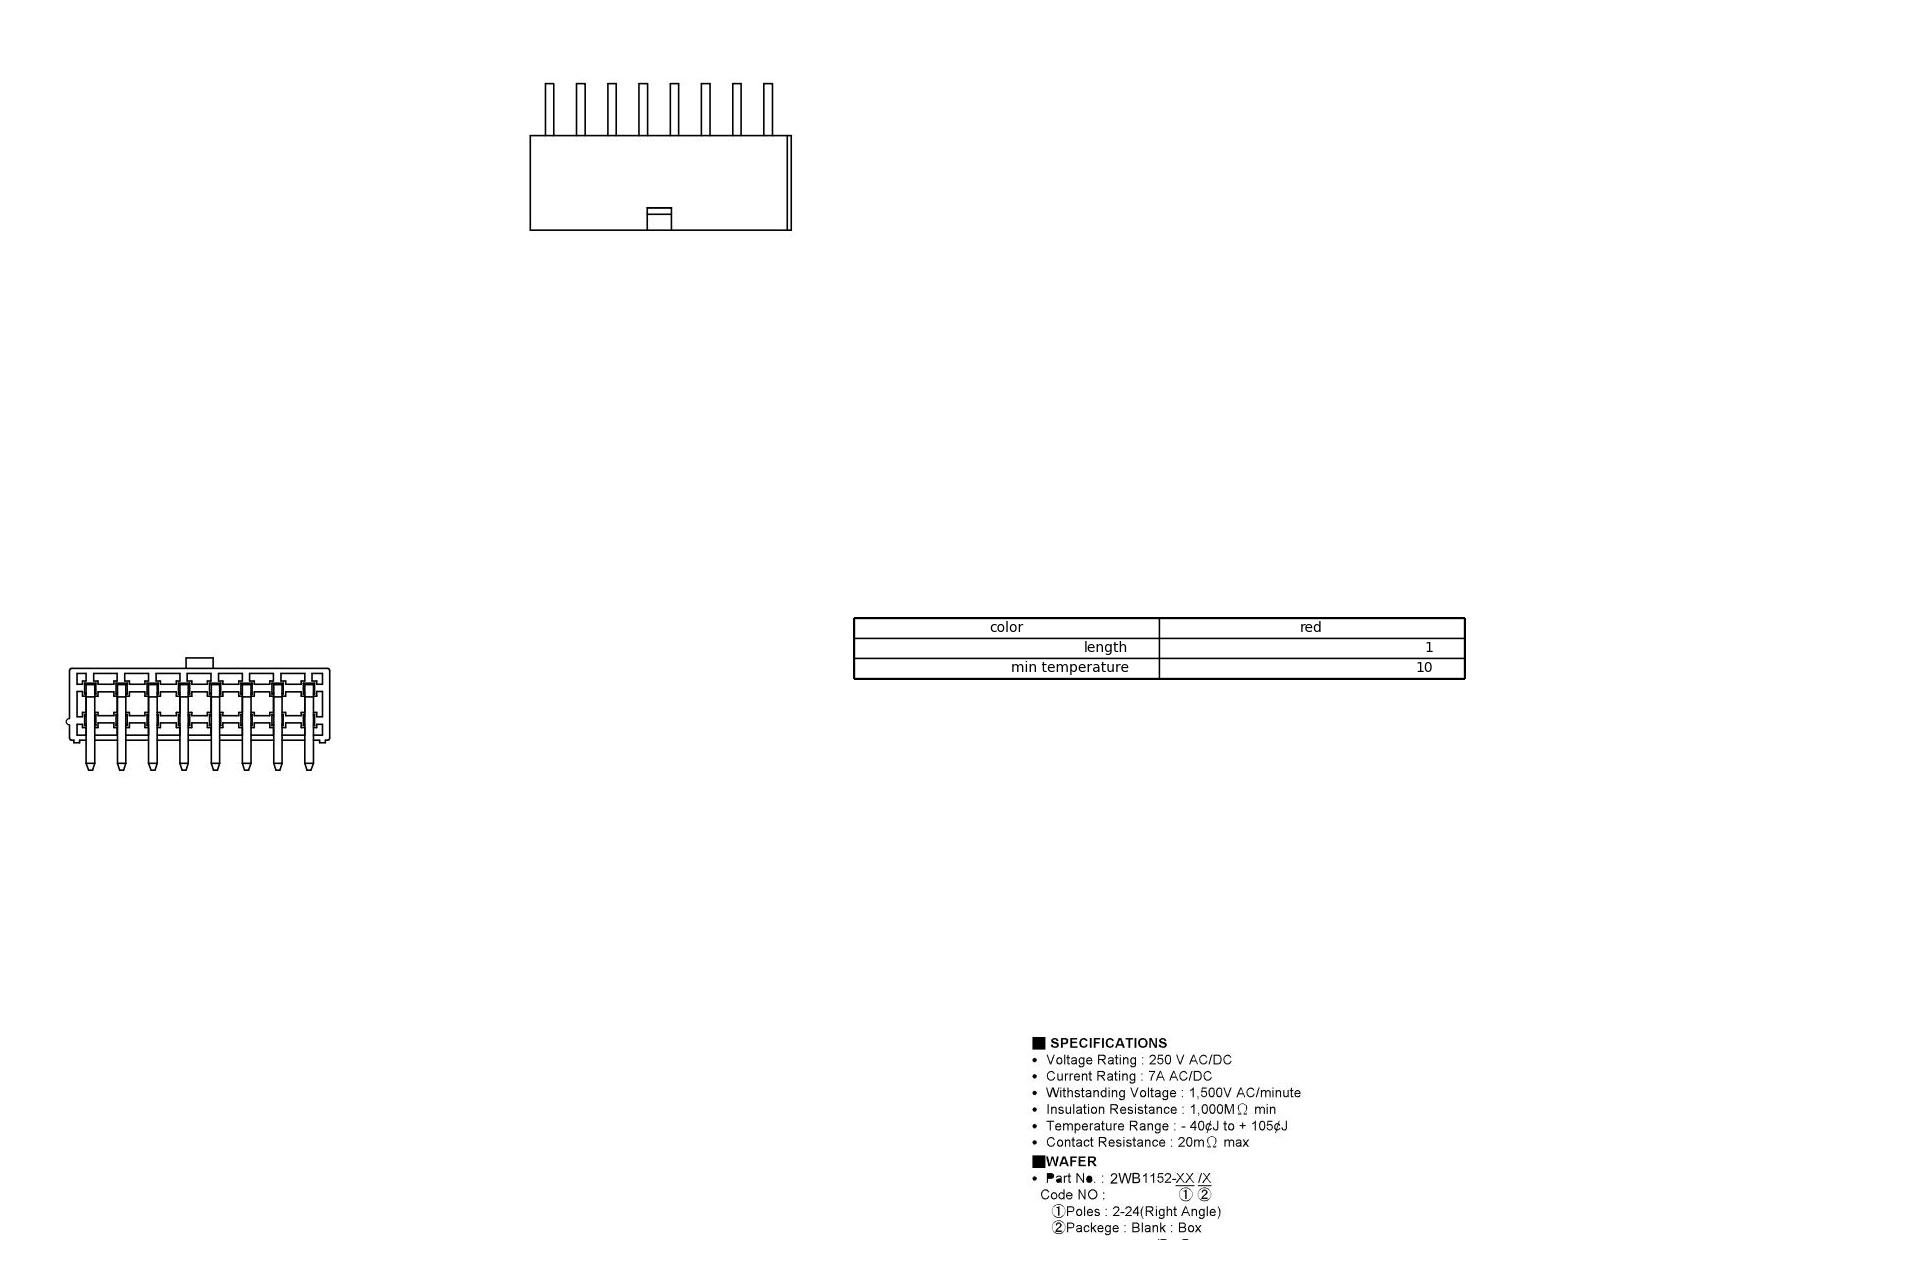 color red
length 1
min temperature 10
■ SPECIFICATIONS
• Voltage Rating : 250 V AC/DC
• Current Rating : 7A AC/DC
• Withstanding Voltage : 1,500V AC/minute
• Insulation Resistance : 1,000MΩ min
• Temperature Range : - 40¢J to + 105¢J
• Contact Resistance : 20mΩ max
■WAFER
• Part No. : 2WB1152-XX /X
Code NO : ① ②
①Poles : 2-24(Right Angle)
②Packege : Blank : Box